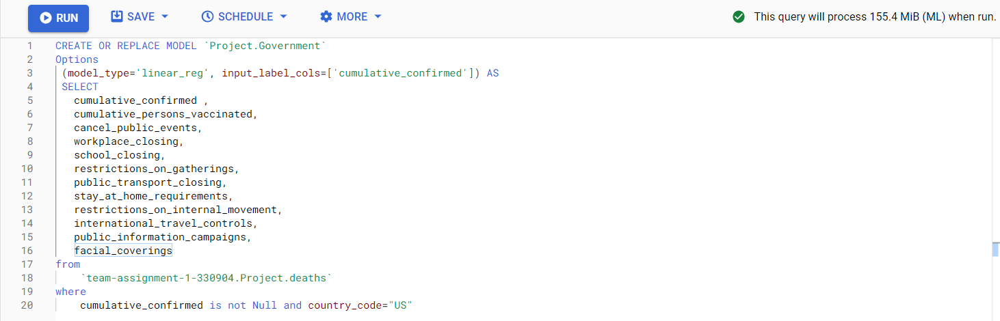 RUN SAVE SCHEDULE MORE This query will process 155.4 MiB (ML) when run.
1 CREATE OR REPLACE MODEL `Project.Government`
2 Options
3 (model_type='linear_reg', input_label_cols=['cumulative_confirmed']) AS
4 SELECT
5 cumulative_confirmed ,
6 cumulative_persons_vaccinated,
7 cancel_public_events,
8 workplace_closing,
9 school_closing,
10 restrictions_on_gatherings,
11 public_transport_closing,
12 stay_at_home_requirements,
13 restrictions_on_internal_movement,
14 international_travel_controls,
15 public_information_campaigns,
16 facial_coverings
17 from
18 `team-assignment-1-330904.Project.deaths`
19 where
20 cumulative_confirmed is not Null and country_code="US"